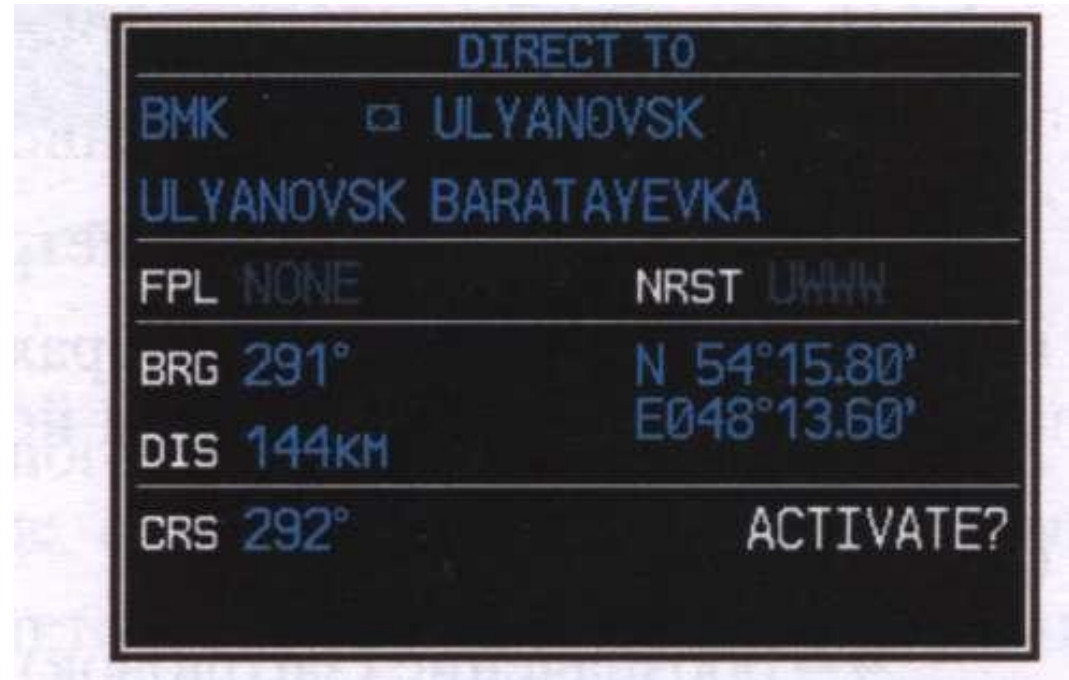 DIRECT TO
BMK ULYANOVSK
ULYANOVSK BARATAYEVKA
FPL NONE NRST UWWW
BRG 291° N 54°15.80'
E048°13.60'
DIS 144KM
CRS 292° ACTIVATE?